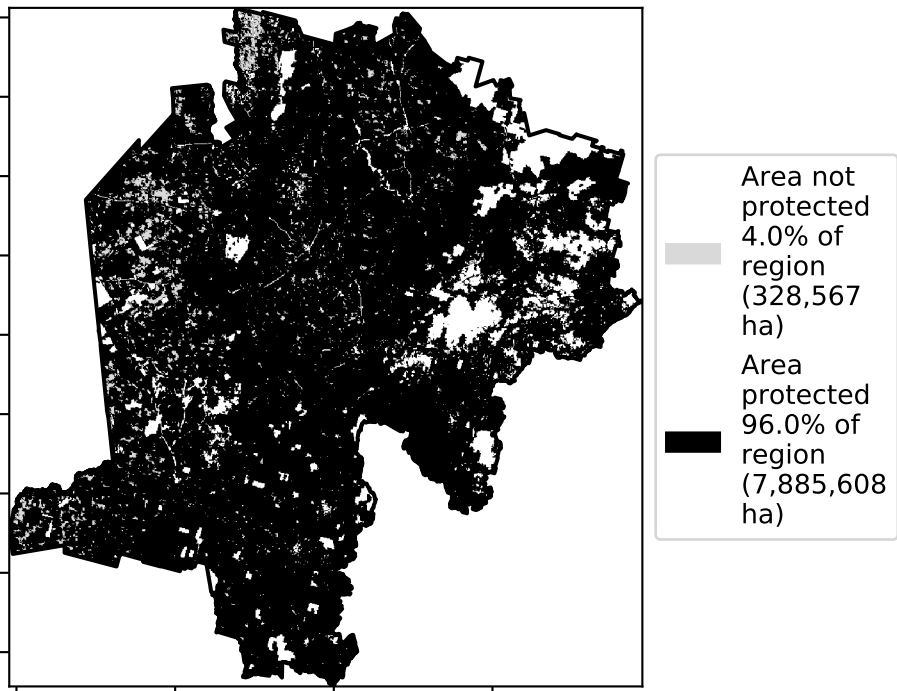 Area not
protected
4.0% of
region
(328,567
ha)
Area
protected
96.0% of
region
(7,885,608
ha)